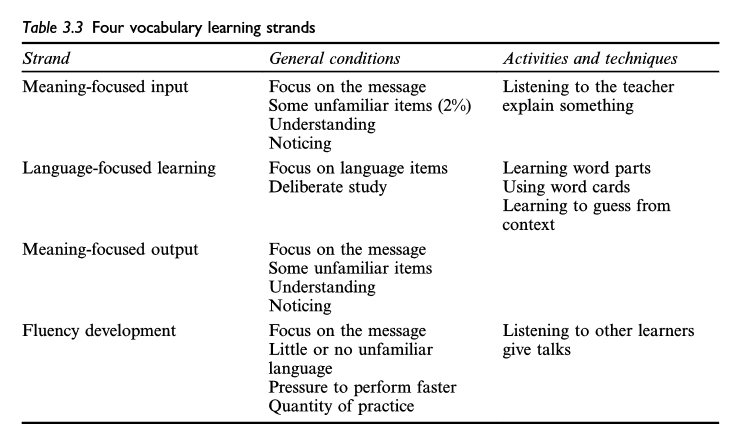 Table 3.3 Four vocabulary learning strands
Strand General conditions Activities and techniques
Meaning-focused input Focus on the message Listening to the teacher
Some unfamiliar items (2%) explain something
Understanding
Noticing
Language-focused learning Focus on language items Learning word parts
Deliberate study Using word cards
Learning to guess from
context
Meaning-focused output Focus on the message
Some unfamiliar items
Understanding
Noticing
Fluency development Focus on the message Listening to other learners
Little or no unfamiliar give talks
language
Pressure to perform faster
Quantity of practice